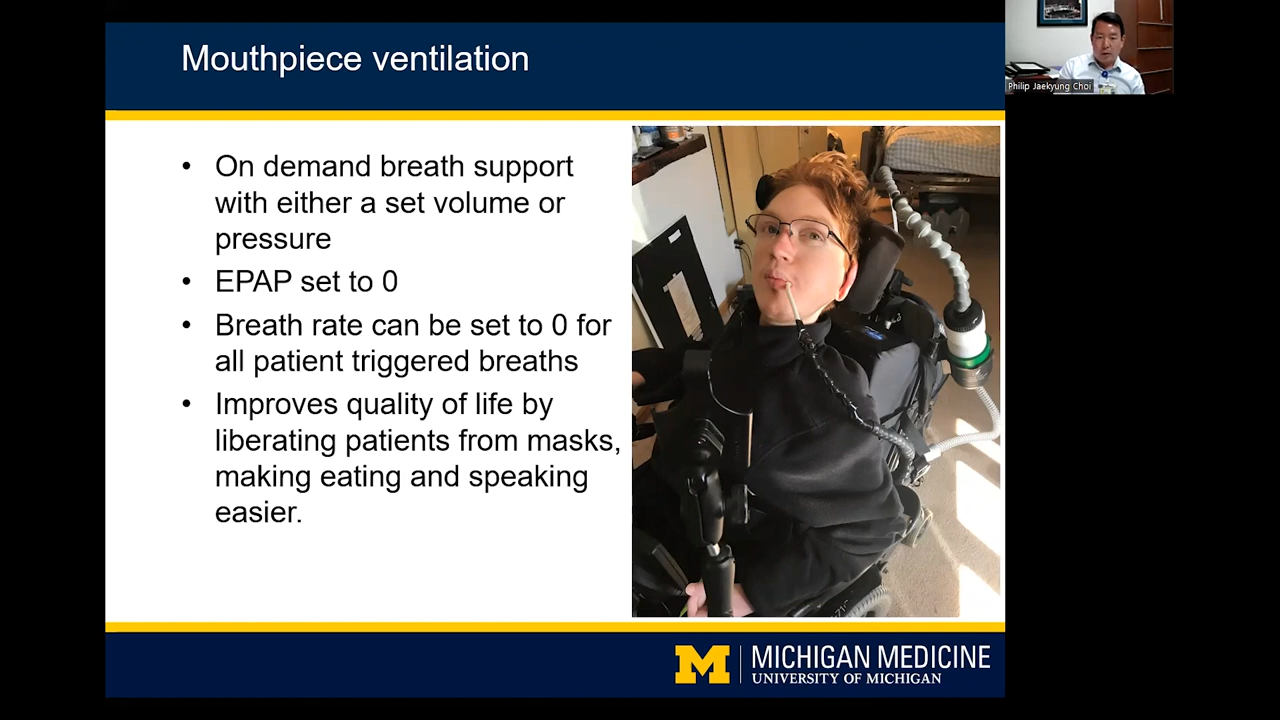 Mouthpiece ventilation
Philip Jaekyung Choi
• On demand breath support
with either a set volume or
pressure
• EPAP set to 0
• Breath rate can be set to 0 for
all patient triggered breaths
• Improves quality of life by
liberating patients from masks,
making eating and speaking
easier.
M
MICHIGAN MEDICINE
UNIVERSITY OF MICHIGAN